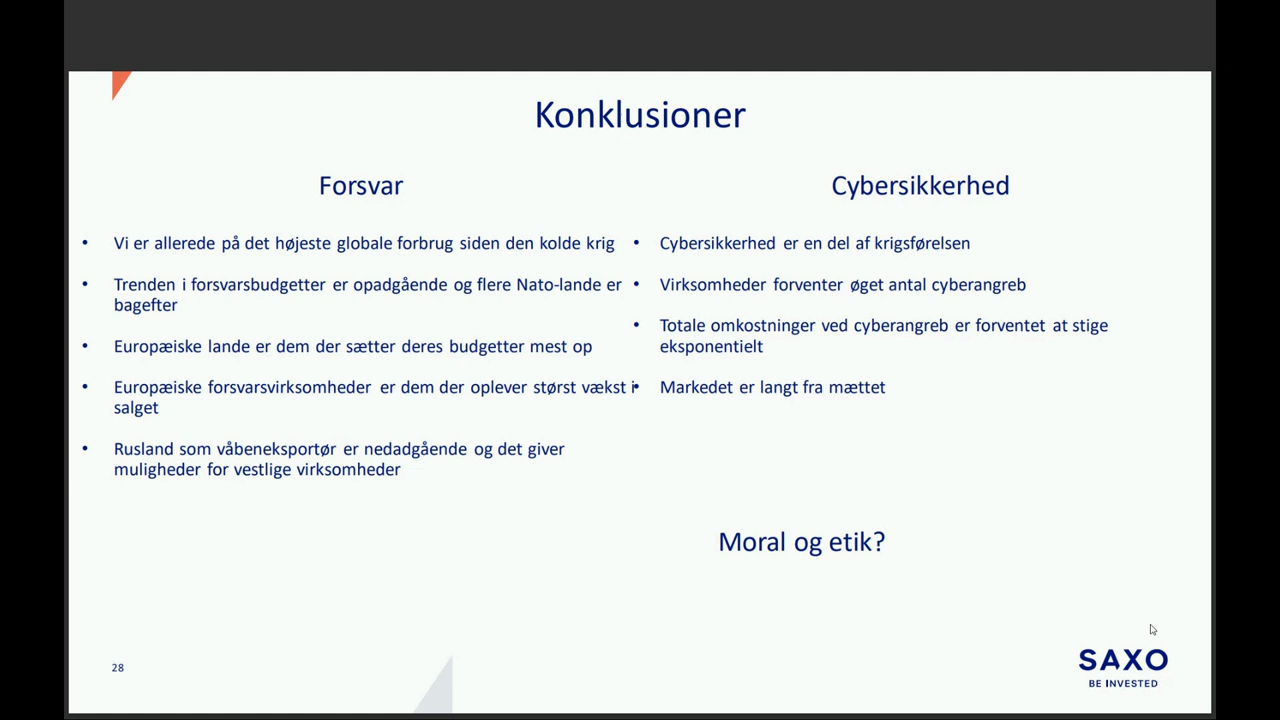 Konklusioner
Forsvar
• Vi er allerede på det højeste globale forbrug siden den kolde krig
• Trenden i forsvarsbudgetter er opadgående og flere Nato-lande er
bagefter
• Europæiske lande er dem der sætter deres budgetter mest op
• Europæiske forsvarsvirksomheder er dem der oplever størst vækst i
salget
• Rusland som våbeneksportør er nedadgående og det giver
muligheder for vestlige virksomheder
Cybersikkerhed
• Cybersikkerhed er en del af krigsførelsen
• Virksomheder forventer øget antal cyberangreb
• Totale omkostninger ved cyberangreb er forventet at stige
eksponentielt
• Markedet er langt fra mættet
Moral og etik?
28
SAXO
BE INVESTED